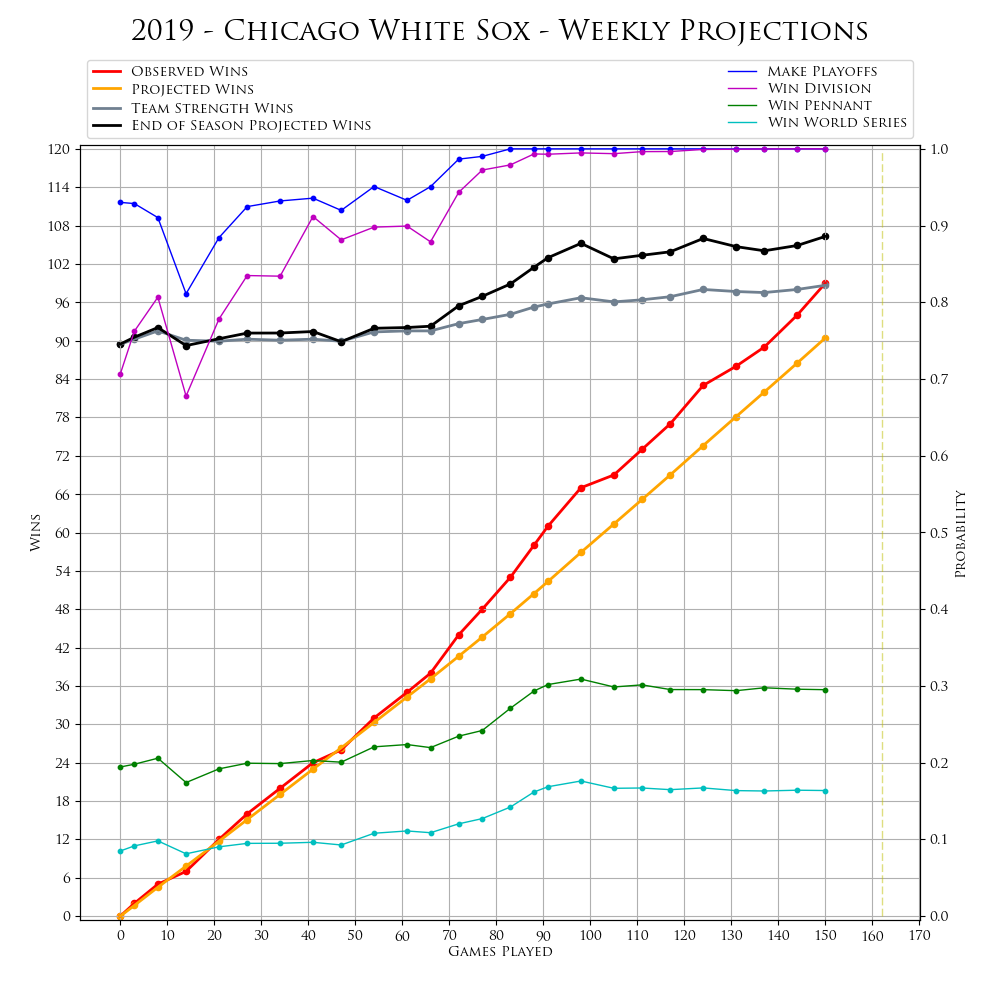 2019 - Chicago White Sox - Weekly Projections
Observed Wins
Projected Wins
Team Strength Wins
End of Season Projected Wins
Make Playoffs
Win Division
Win Pennant
Win World Series
120
114
108
102
96
90
84
78
72
66
60
54
48
42
36
30
24
18
12
6
0
Wins
1.0
0.9
0.8
0.7
0.6
0.5
0.4
0.3
0.2
0.1
0.0
Probability
0 10 20 30 40 50 60 70 80 90 100 110 120 130 140 150 160 170
Games Played